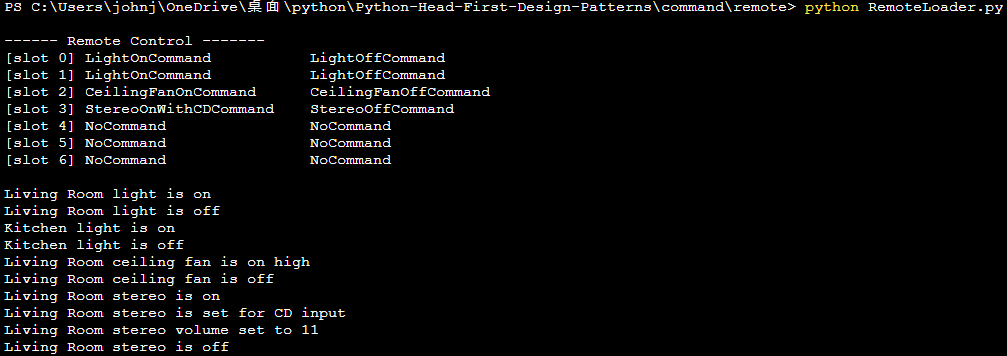 PS C:\Users\johnj\OneDrive\桌面\python\Python-Head-First-Design-Patterns\command\remote> python RemoteLoader.py
------ Remote Control -------
[slot 0] LightOnCommand LightOffCommand
[slot 1] LightOnCommand LightOffCommand
[slot 2] CeilingFanOnCommand CeilingFanOffCommand
[slot 3] StereoOnWithCDCommand StereoOffCommand
[slot 4] NoCommand NoCommand
[slot 5] NoCommand NoCommand
[slot 6] NoCommand NoCommand
Living Room light is on
Living Room light is off
Kitchen light is on
Kitchen light is off
Living Room ceiling fan is on high
Living Room ceiling fan is off
Living Room stereo is on
Living Room stereo is set for CD input
Living Room stereo volume set to 11
Living Room stereo is off